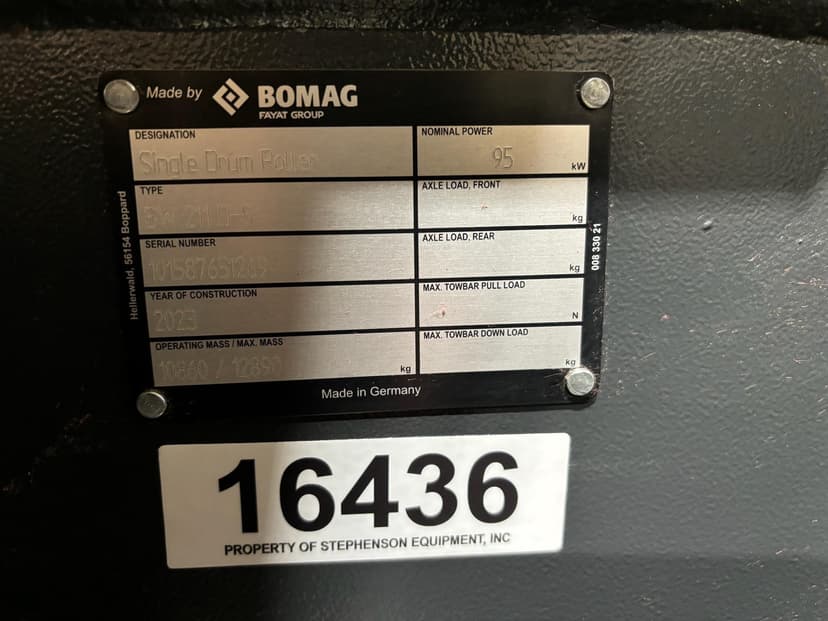 Made by BOMAG
FAYAT GROUP
DESIGNATION
Single Drum Roller
NOMINAL POWER
95 kW
TYPE
AXLE LOAD, FRONT
kg
SERIAL NUMBER
101587651289
AXLE LOAD, REAR
kg
YEAR OF CONSTRUCTION
2023
MAX. TOWBAR PULL LOAD
N
OPERATING MASS / MAX. MASS
kg
MAX. TOWBAR DOWN LOAD
kg
Hellerwald, 56154 Boppard
008 330 21
Made in Germany
16436
PROPERTY OF STEPHENSON EQUIPMENT, INC